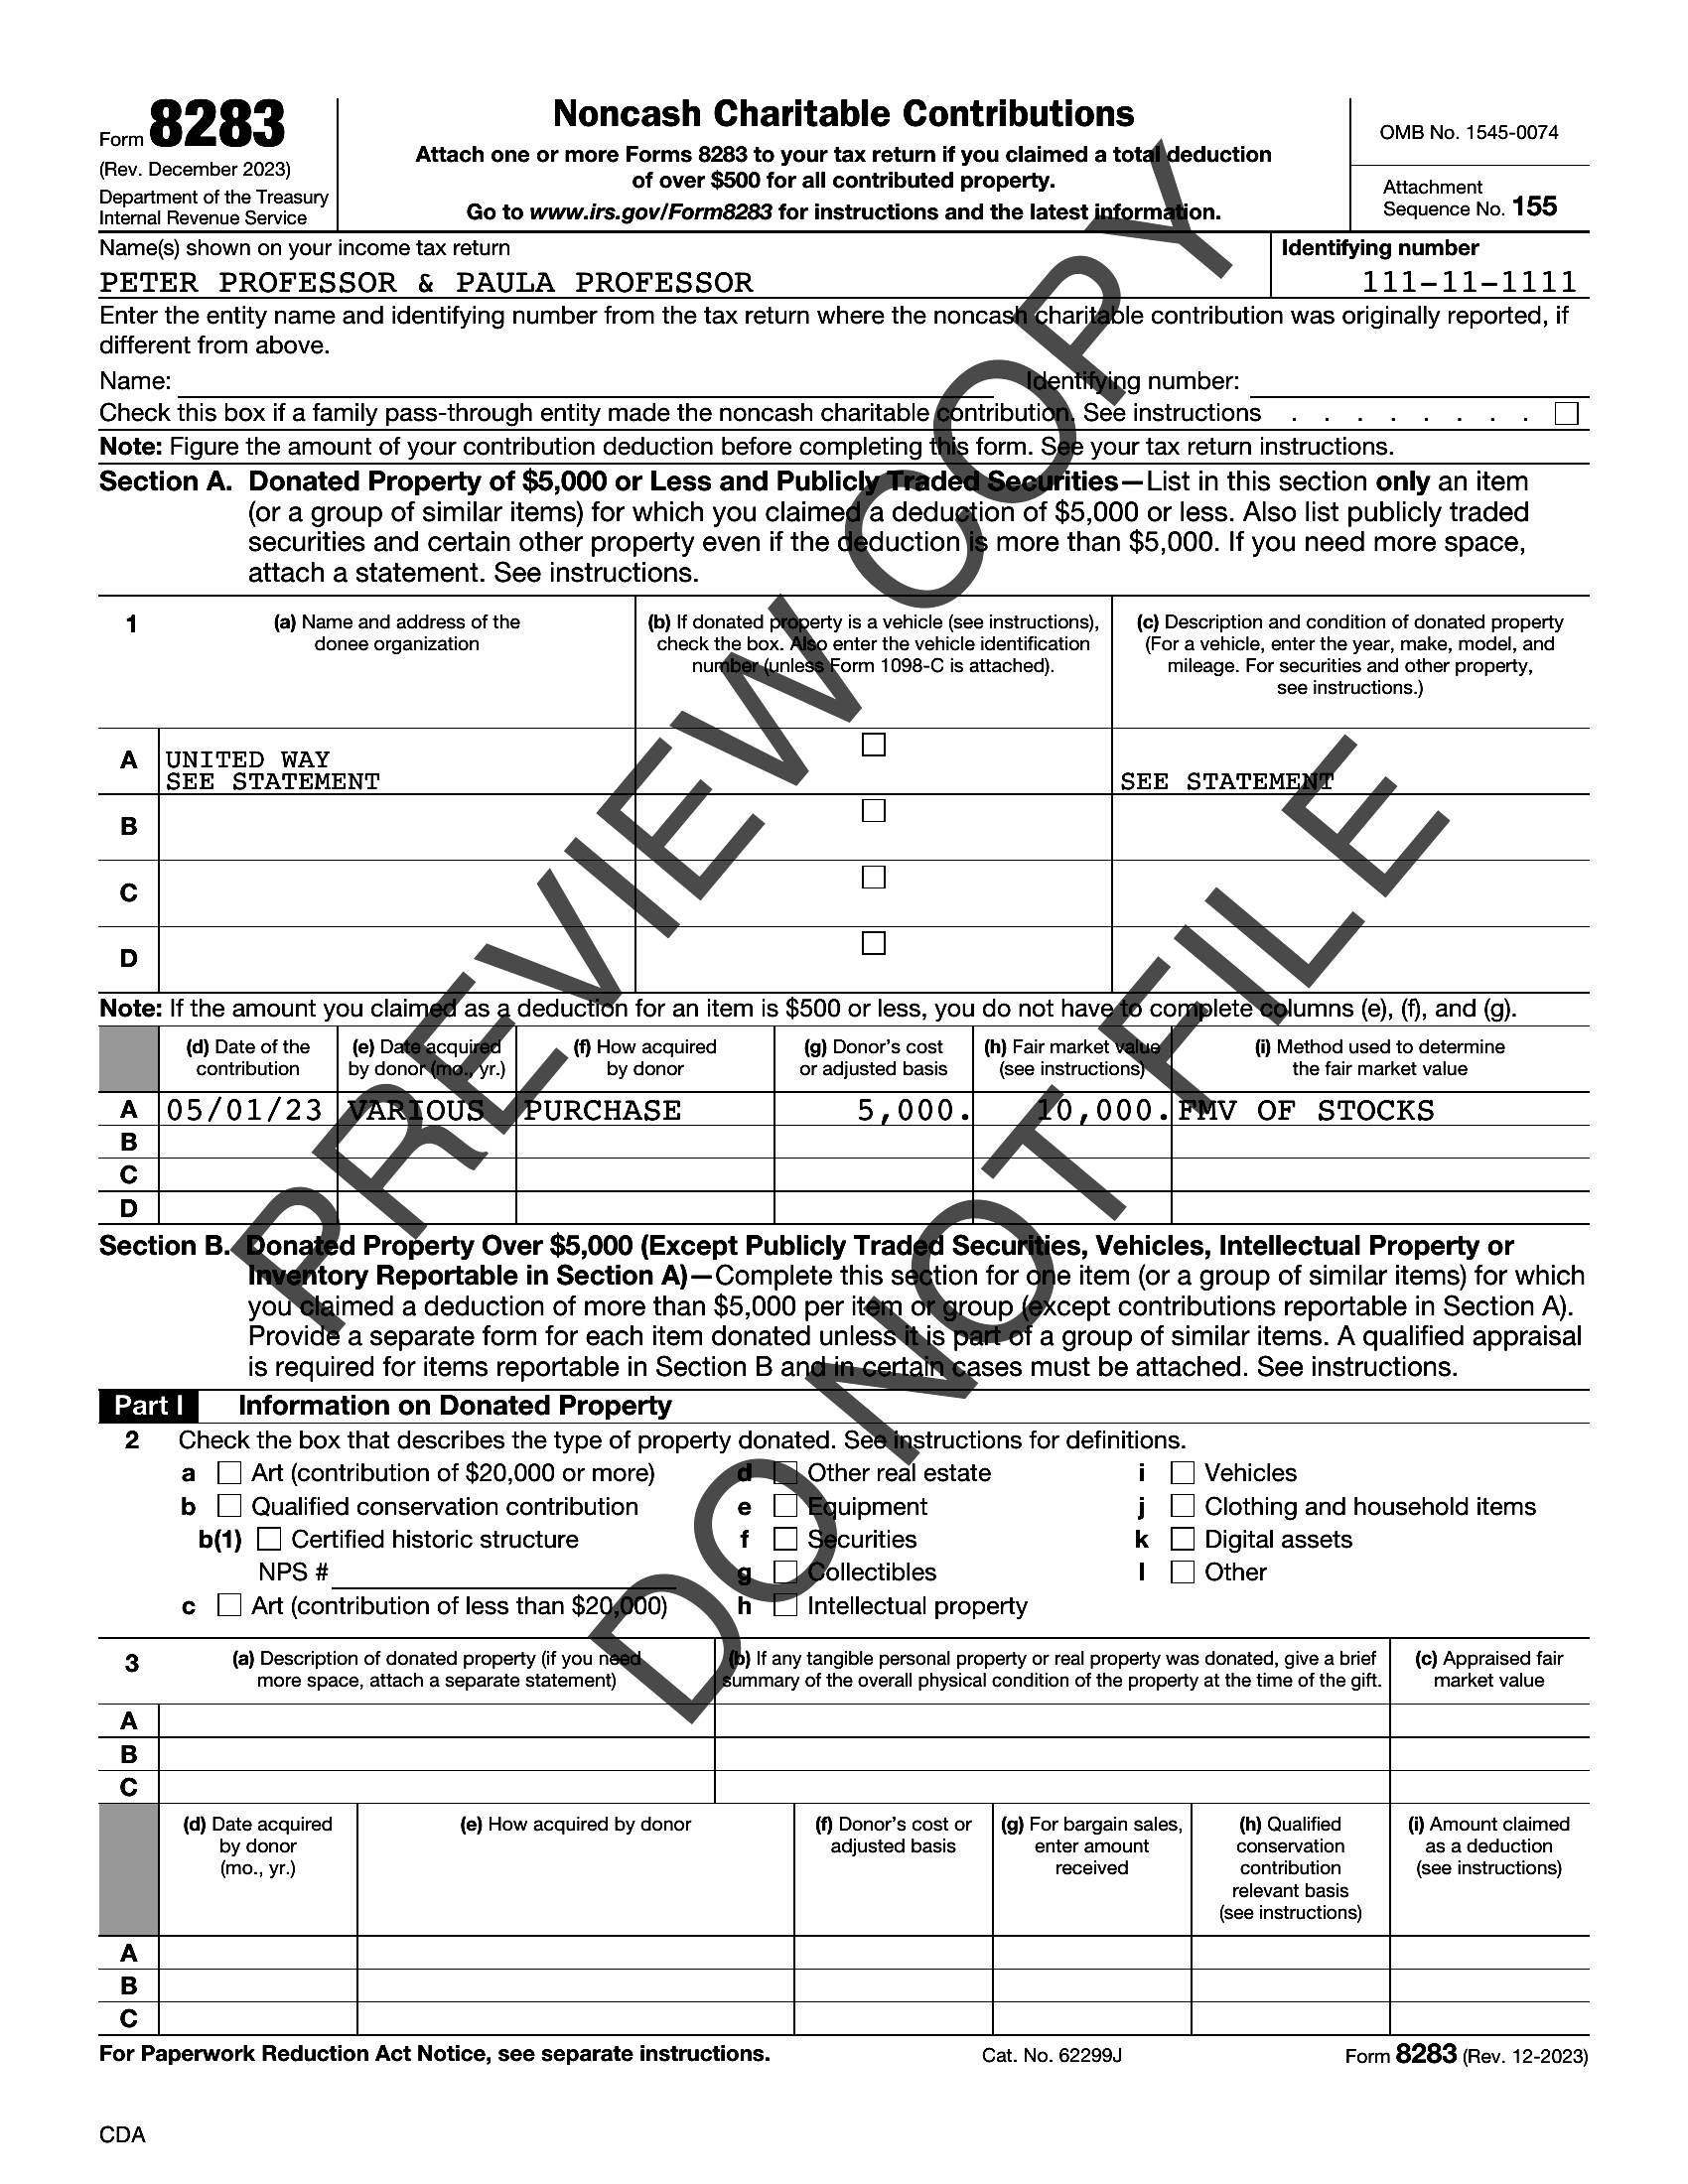 Form 8283
(Rev. December 2023)
Department of the Treasury
Internal Revenue Service
Noncash Charitable Contributions
Attach one or more Forms 8283 to your tax return if you claimed a total deduction
of over $500 for all contributed property.
Go to www.irs.gov/Form8283 for instructions and the latest information.
OMB No. 1545-0074
Attachment
Sequence No. 155
Name(s) shown on your income tax return
PETER PROFESSOR & PAULA PROFESSOR
Identifying number
111-11-1111
Enter the entity name and identifying number from the tax return where the noncash charitable contribution was originally reported, if
different from above.
Name: Identifying number:
Check this box if a family pass-through entity made the noncash charitable contribution. See instructions . . . . . . . .
Note: Figure the amount of your contribution deduction before completing this form. See your tax return instructions.
Section A. Donated Property of $5,000 or Less and Publicly Traded Securities—List in this section only an item
(or a group of similar items) for which you claimed a deduction of $5,000 or less. Also list publicly traded
securities and certain other property even if the deduction is more than $5,000. If you need more space,
attach a statement. See instructions.
1
(a) Name and address of the
donee organization
(b) If donated property is a vehicle (see instructions),
check the box. Also enter the vehicle identification
number (unless Form 1098-C is attached).
(c) Description and condition of donated property
(For a vehicle, enter the year, make, model, and
mileage. For securities and other property,
see instructions.)
A
UNITED WAY
SEE STATEMENT
SEE STATEMENT
B
C
D
Note: If the amount you claimed as a deduction for an item is $500 or less, you do not have to complete columns (e), (f), and (g).
(d) Date of the
contribution
(e) Date acquired
by donor (mo., yr.)
(f) How acquired
by donor
(g) Donor's cost
or adjusted basis
(h) Fair market value
(see instructions)
(i) Method used to determine
the fair market value
A 05/01/23 VARIOUS PURCHASE 5,000. 10,000. FMV OF STOCKS
B
C
D
Section B. Donated Property Over $5,000 (Except Publicly Traded Securities, Vehicles, Intellectual Property or
Inventory Reportable in Section A)—Complete this section for one item (or a group of similar items) for which
you claimed a deduction of more than $5,000 per item or group (except contributions reportable in Section A).
Provide a separate form for each item donated unless it is part of a group of similar items. A qualified appraisal
is required for items reportable in Section B and in certain cases must be attached. See instructions.
Part I Information on Donated Property
2 Check the box that describes the type of property donated. See instructions for definitions.
a Art (contribution of $20,000 or more)
b Qualified conservation contribution
b(1) Certified historic structure
NPS #
c Art (contribution of less than $20,000)
d Other real estate
e Equipment
f Securities
g Collectibles
h Intellectual property
i Vehicles
j Clothing and household items
k Digital assets
l Other
3
(a) Description of donated property (if you need
more space, attach a separate statement)
(b) If any tangible personal property or real property was donated, give a brief
summary of the overall physical condition of the property at the time of the gift.
(c) Appraised fair
market value
A
B
C
(d) Date acquired
by donor
(mo., yr.)
(e) How acquired by donor
(f) Donor's cost or
adjusted basis
(g) For bargain sales,
enter amount
received
(h) Qualified
conservation
contribution
relevant basis
(see instructions)
(i) Amount claimed
as a deduction
(see instructions)
A
B
C
For Paperwork Reduction Act Notice, see separate instructions. Cat. No. 62299J Form 8283 (Rev. 12-2023)
CDA
PREVIEW COPY
DO NOT FILE